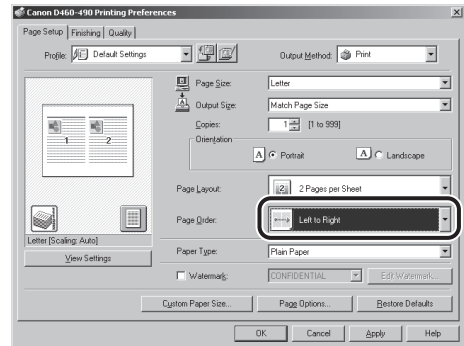 Canon D460-490 Printing Preferences
Page Setup Finishing Quality
Profile: Default Settings Output Method: Print
Page Size: Letter
Output Size: Match Page Size
Copies: 1 [1 to 999]
Orientation
A Portrait A Landscape
1 2
Page Layout: 2 2 Pages per Sheet
Page Order: Left to Right
Letter [Scaling: Auto]
Paper Type: Plain Paper
View Settings
Watermark: CONFIDENTIAL Edit Watermark...
Custom Paper Size... Page Options... Restore Defaults
OK Cancel Apply Help